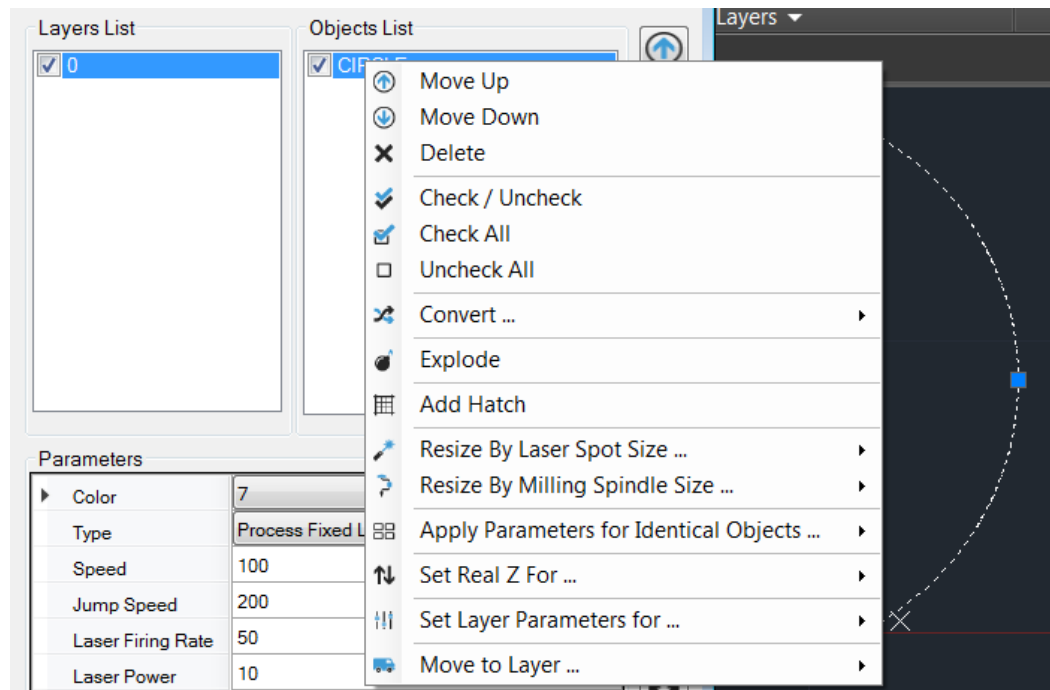 Layers List
Objects List
Layers
0
Move Up
Move Down
Delete
Check / Uncheck
Check All
Uncheck All
Convert ...
Explode
Add Hatch
Resize By Laser Spot Size ...
Resize By Milling Spindle Size ...
Apply Parameters for Identical Objects ...
Set Real Z For ...
Set Layer Parameters for ...
Move to Layer ...
Parameters
Color 7
Type Process Fixed
Speed 100
Jump Speed 200
Laser Firing Rate 50
Laser Power 10